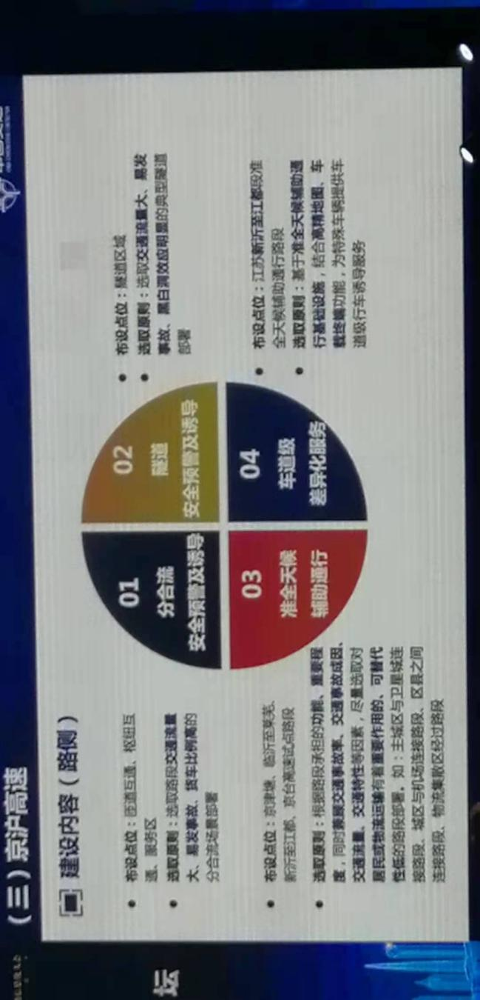 （三）京沪高速
建设内容（路侧）
布设点位：匝道互通、枢纽互
通、服务区
选取原则：选取路段交通流量
大、易发事故、货车比例高的
分合流场景部署
01
分合流
安全预警及诱导
02
隧道
安全预警及诱导
布设点位：隧道区域
选取原则：选取交通流量大、易发
事故、黑白洞效应明显的典型隧道
部署
布设点位：京津塘、临沂至莱芜、
新沂至江都、京台高速试点路段
选取原则：根据路段承担的功能、重要程
度，同时兼顾交通事故率、交通事故成因、
交通流量、交通特性等因素，尽量选取对
居民或物流运输有着重要作用的、可替代
性低的路段部署。如：主城区与卫星城连
接路段、城区与机场连接路段、区县之间
连接路段、物流集散区经过路段
03
准全天候
辅助通行
04
车道级
差异化服务
布设点位：江苏新沂至江都段准
全天候辅助通行路段
选取原则：基于准全天候辅助通
行基础设施，结合高精地图、车
载终端功能，为特殊车辆提供车
道级行车诱导服务
坛